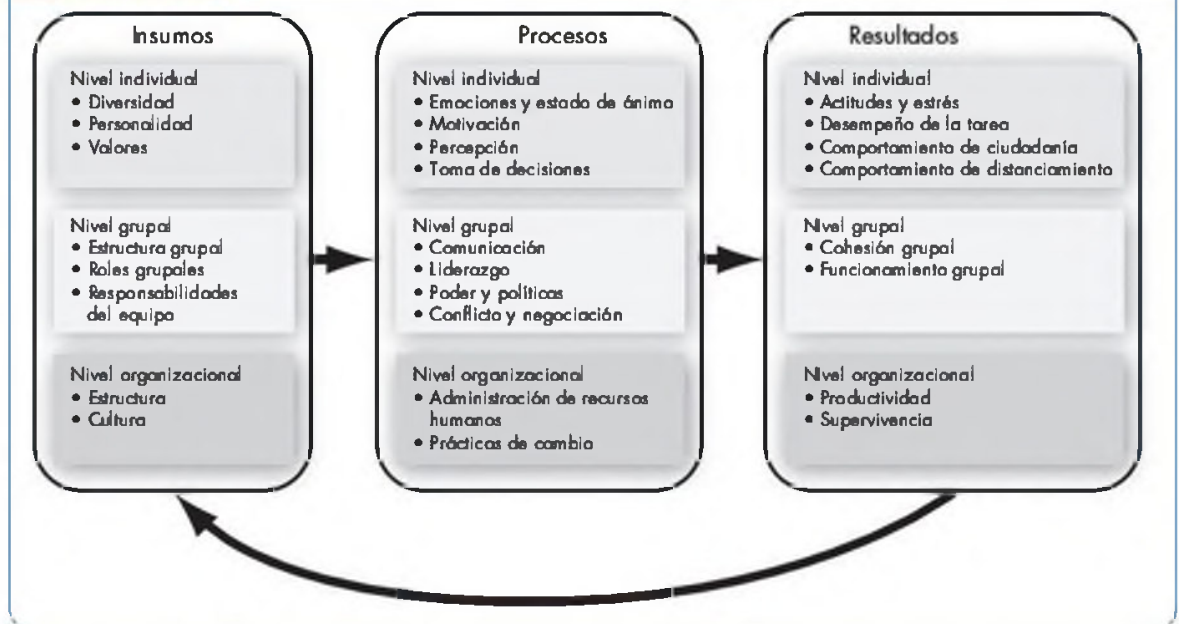 Insumos
Nivel individual
• Diversidad
• Personalidad
• Valores
Nivel grupal
• Estructura grupal
• Roles grupales
• Responsabilidades
del equipo
Nivel organizacional
• Estructura
• Cultura
Procesos
Nivel individual
• Emociones y estado de ánimo
• Motivación
• Percepción
• Toma de decisiones
Nivel grupal
• Comunicación
• Liderazgo
• Poder y políticas
• Conflicto y negociación
Nivel organizacional
• Administración de recursos
humanos
• Prácticas de cambio
Resultados
Nivel individual
• Actitudes y estrés
• Desempeño de la tarea
• Comportamiento de ciudadanía
• Comportamiento de distanciamiento
Nivel grupal
• Cohesión grupal
• Funcionamiento grupal
Nivel organizacional
• Productividad
• Supervivencia